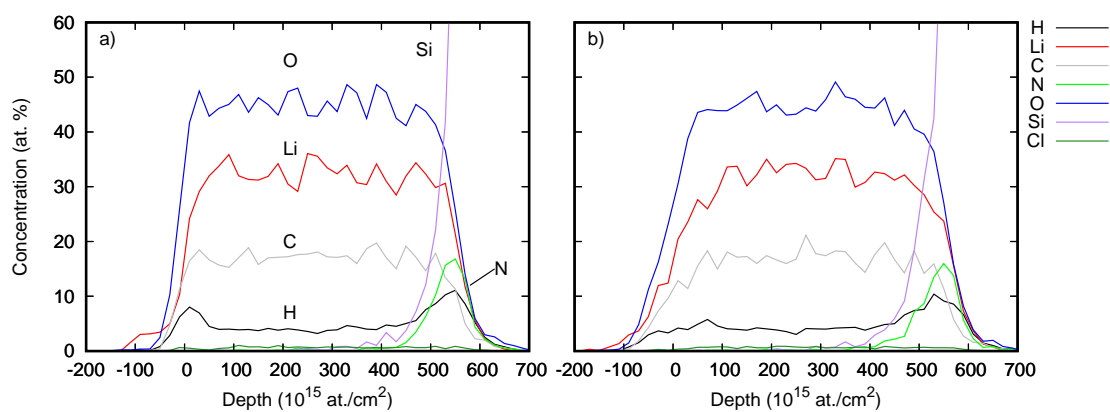 a)
b)
Si
O
Li
C
H
N
Concentration (at. %)
60
50
40
30
20
10
0
-200 -100 0 100 200 300 400 500 600 700
-200 -100 0 100 200 300 400 500 600 700
Depth (10¹⁵ at./cm²)
Depth (10¹⁵ at./cm²)
H
Li
C
N
O
Si
Cl